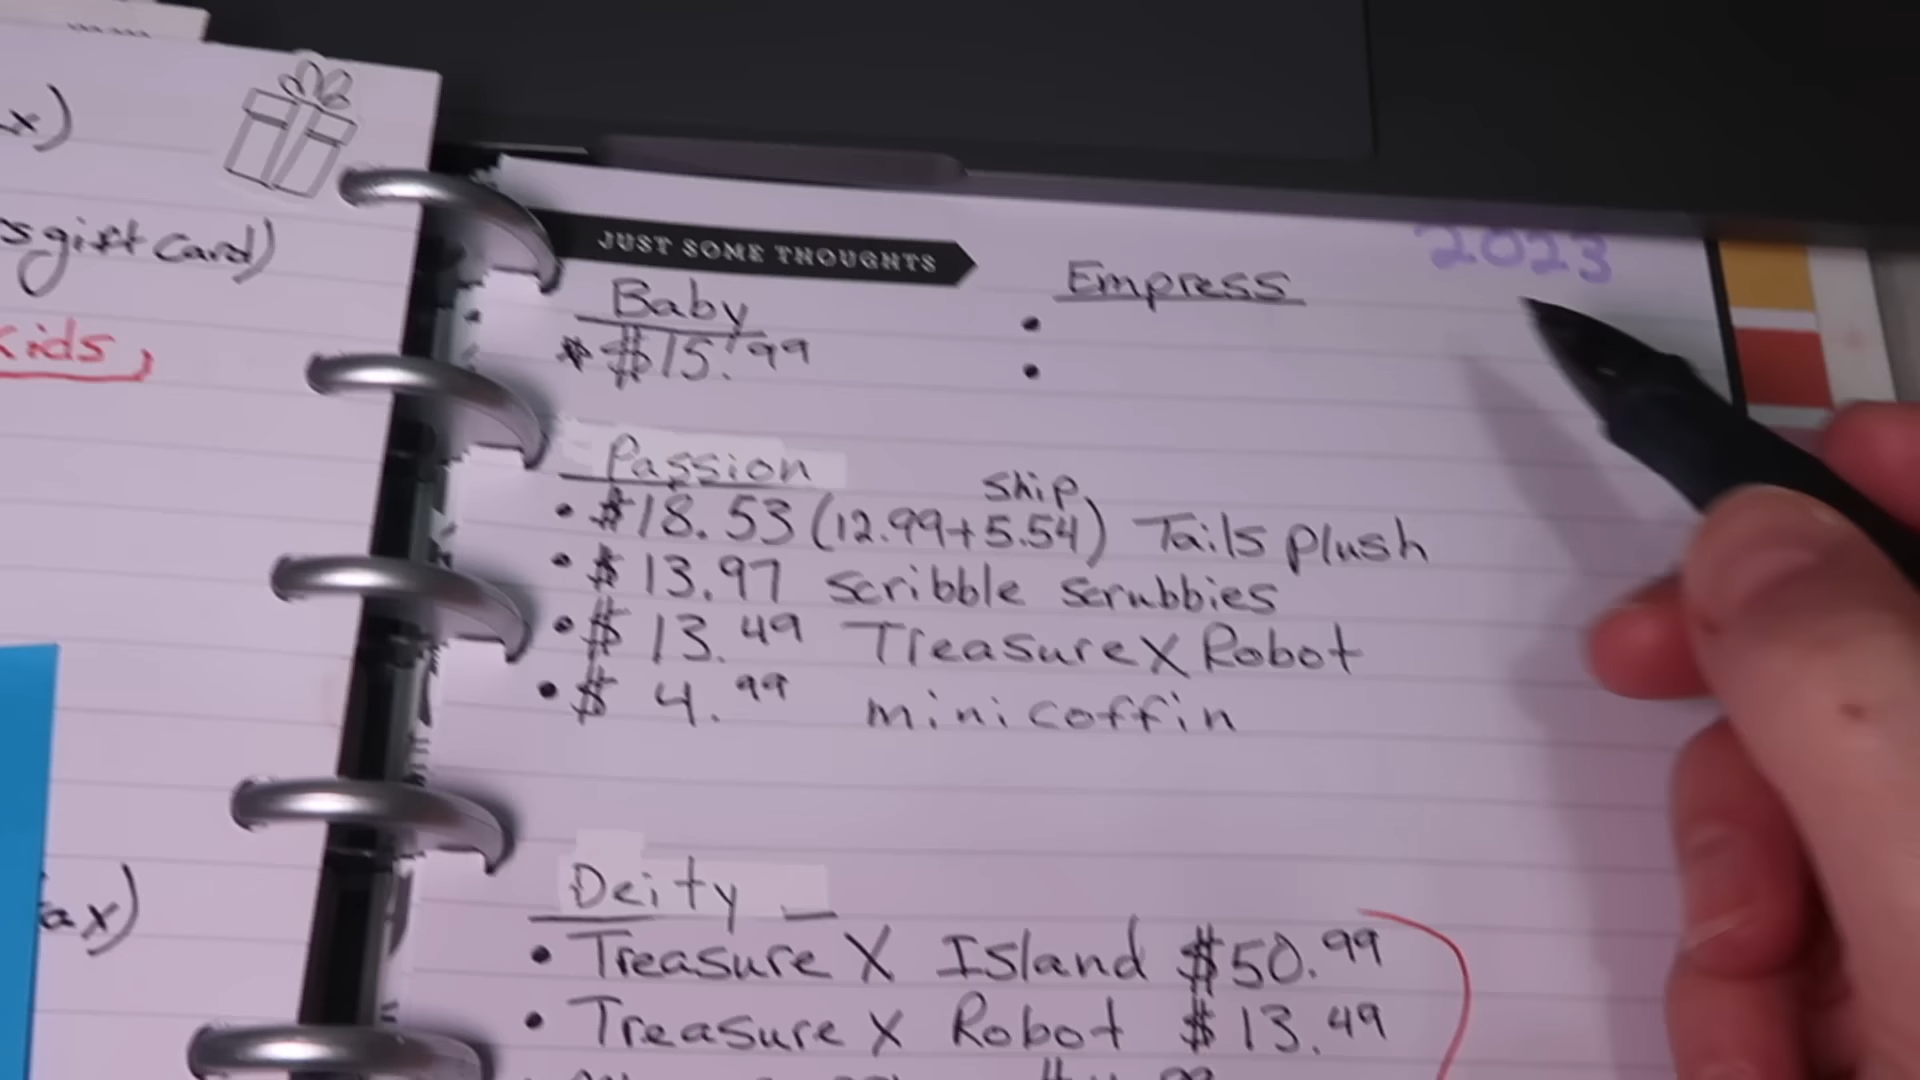 x)
s gift card)
kids,
ax)
JUST SOME THOUGHTS
2023
Baby
$15.99
Empress
Passion
ship
$18.53 (12.99+5.54) Tails plush
$13.97 scribble scrubbies
$13.49 Treasure X Robot
$4.99 mini coffin
Deity
Treasure X Island $50.99
Treasure X Robot $13.49